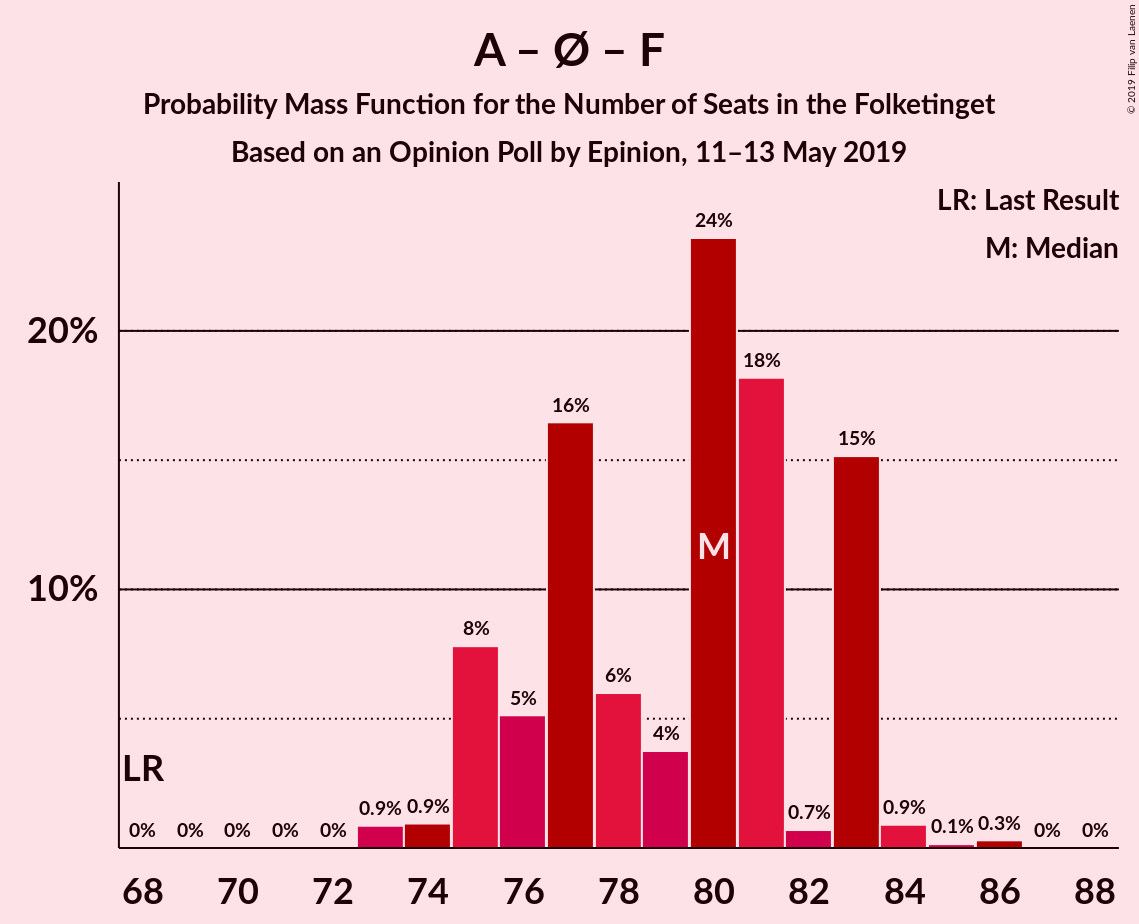 A – Ø – F
Probability Mass Function for the Number of Seats in the Folketinget
Based on an Opinion Poll by Epinion, 11–13 May 2019
© 2019 Filip van Laenen
LR: Last Result
M: Median
20%
10%
0% 0% 0% 0% 0% 0.9% 0.9% 8% 5% 16% 6% 4% 24% 18% 0.7% 15% 0.9% 0.1% 0.3% 0% 0%
M
LR
68 70 72 74 76 78 80 82 84 86 88